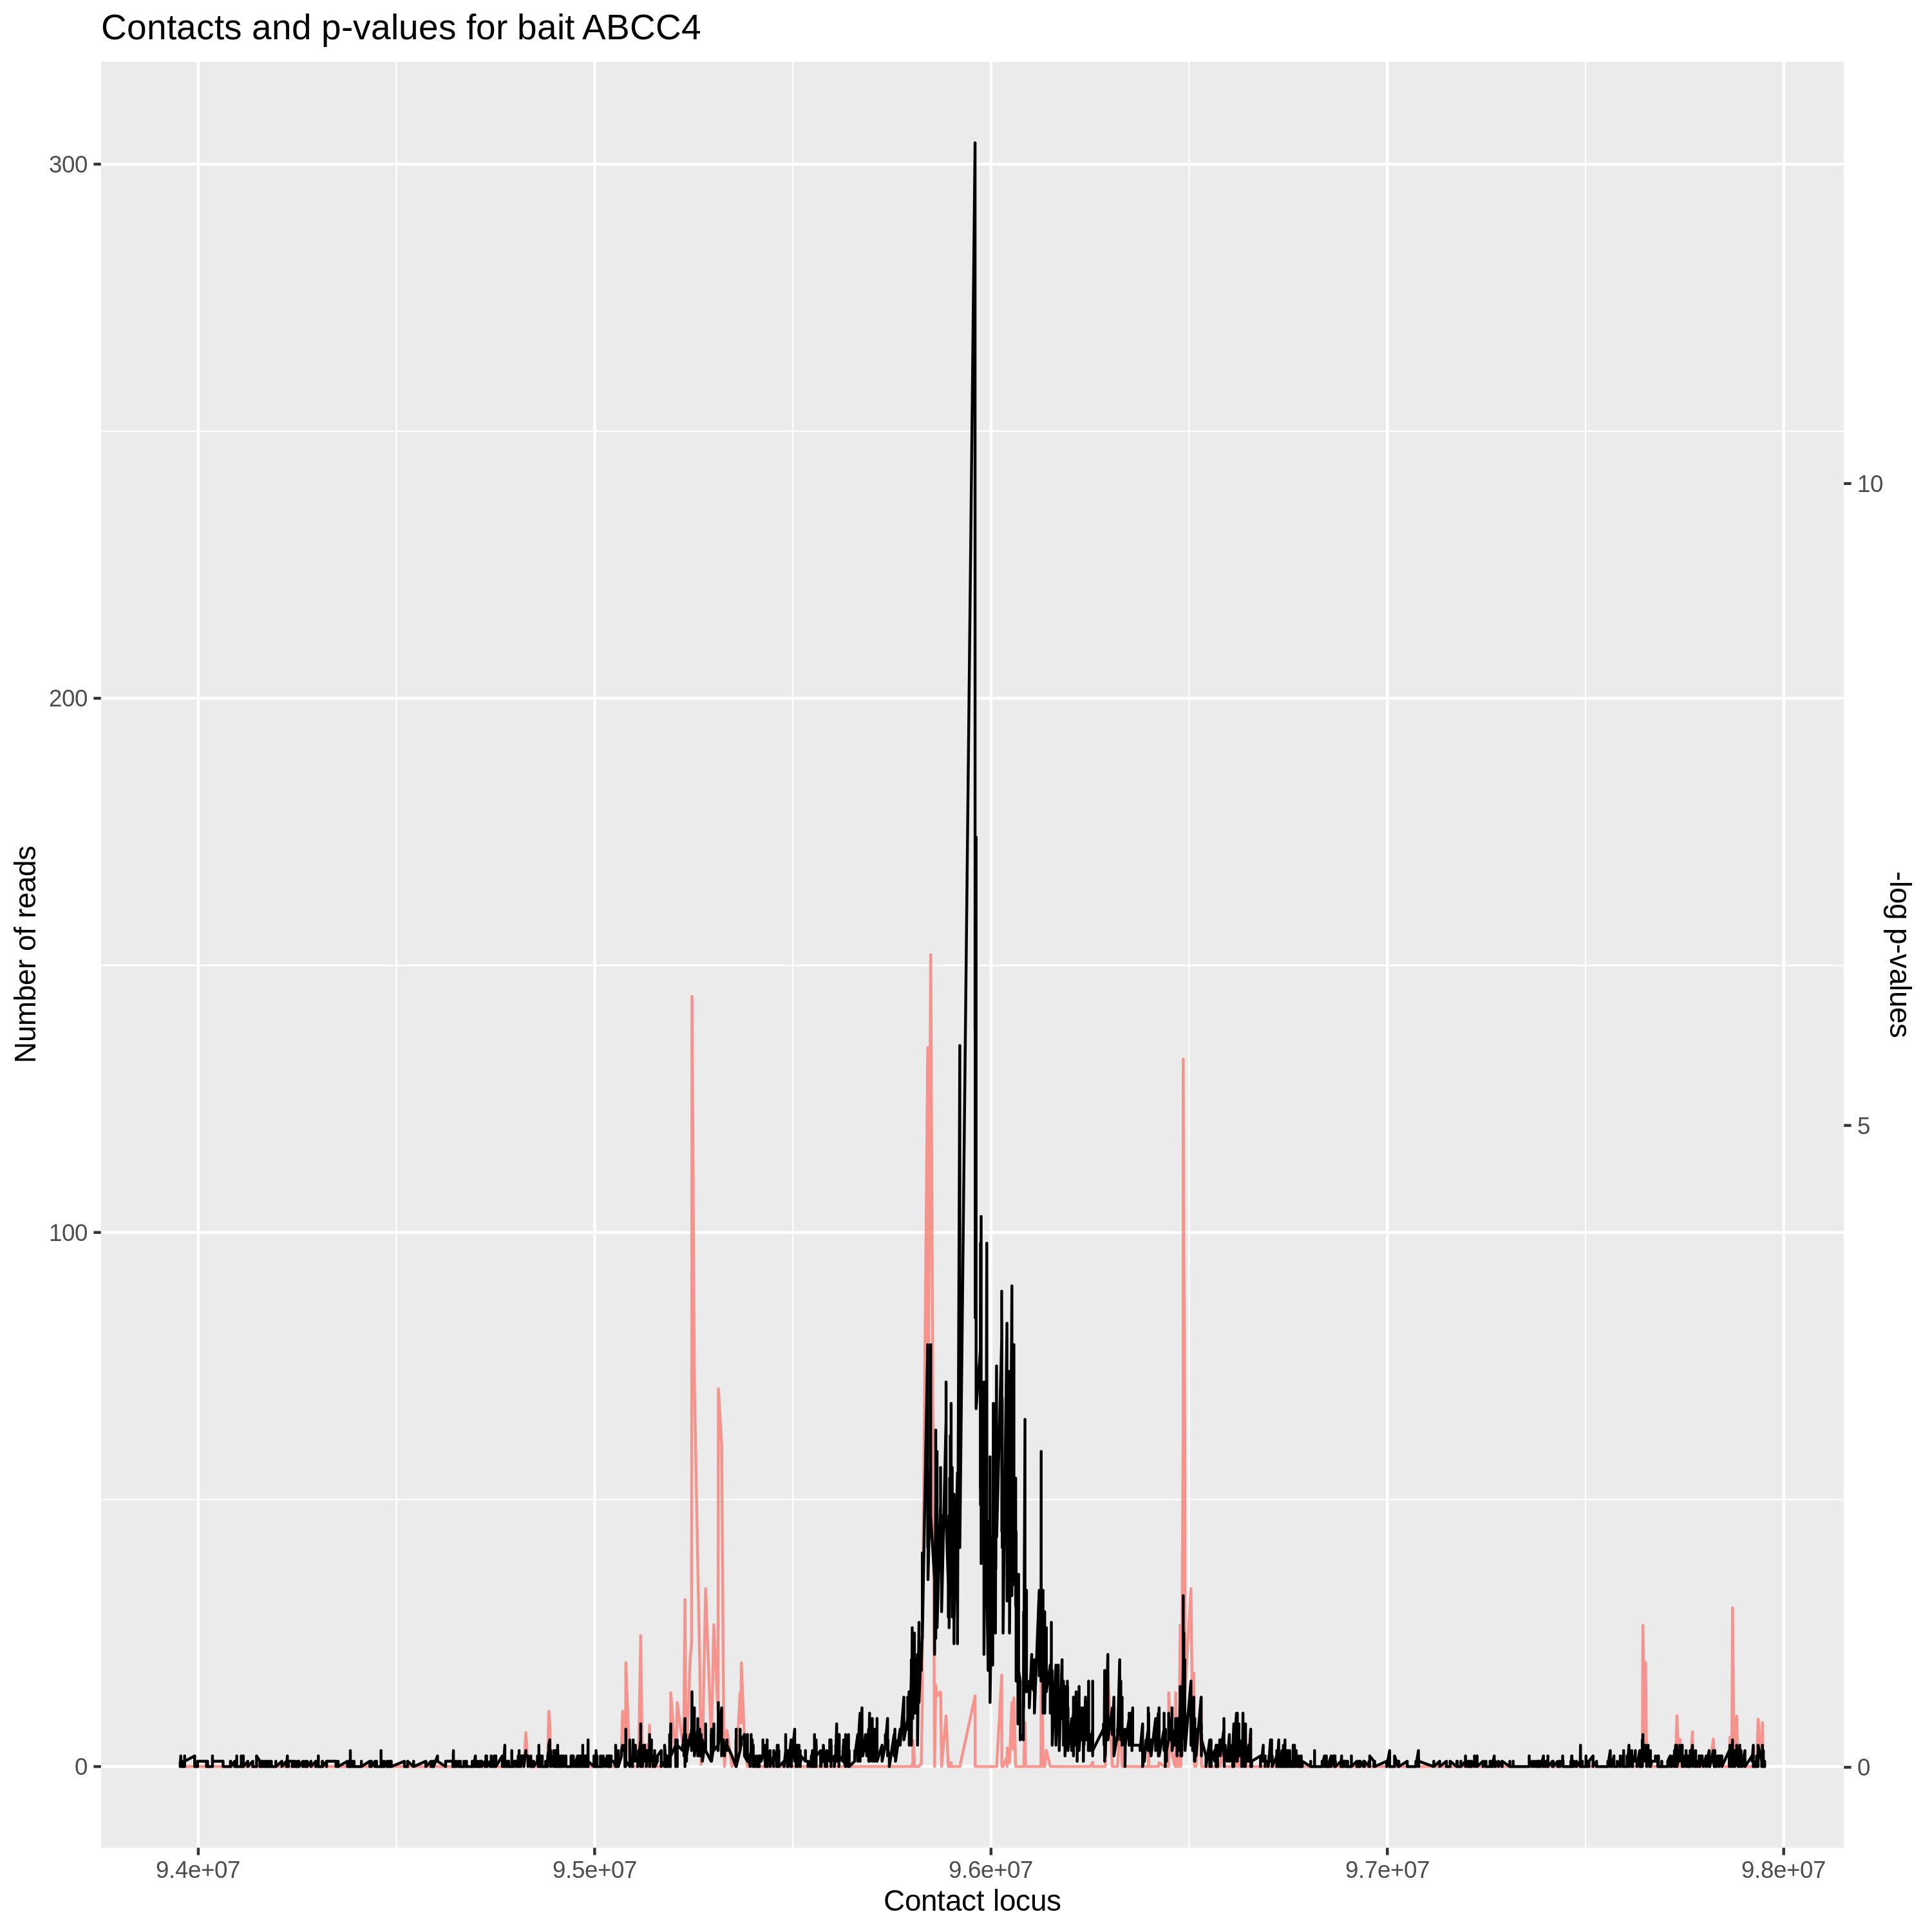 Contacts and p-values for bait ABCC4
300
200
100
0
Number of reads
10
5
0
-log p-values
9.4e+07
9.5e+07
9.6e+07
9.7e+07
9.8e+07
Contact locus